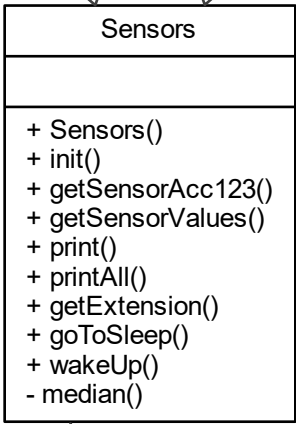 Sensors
+ Sensors()
+ init()
+ getSensorAcc123()
+ getSensorValues()
+ print()
+ printAll()
+ getExtension()
+ goToSleep()
+ wakeUp()
- median()